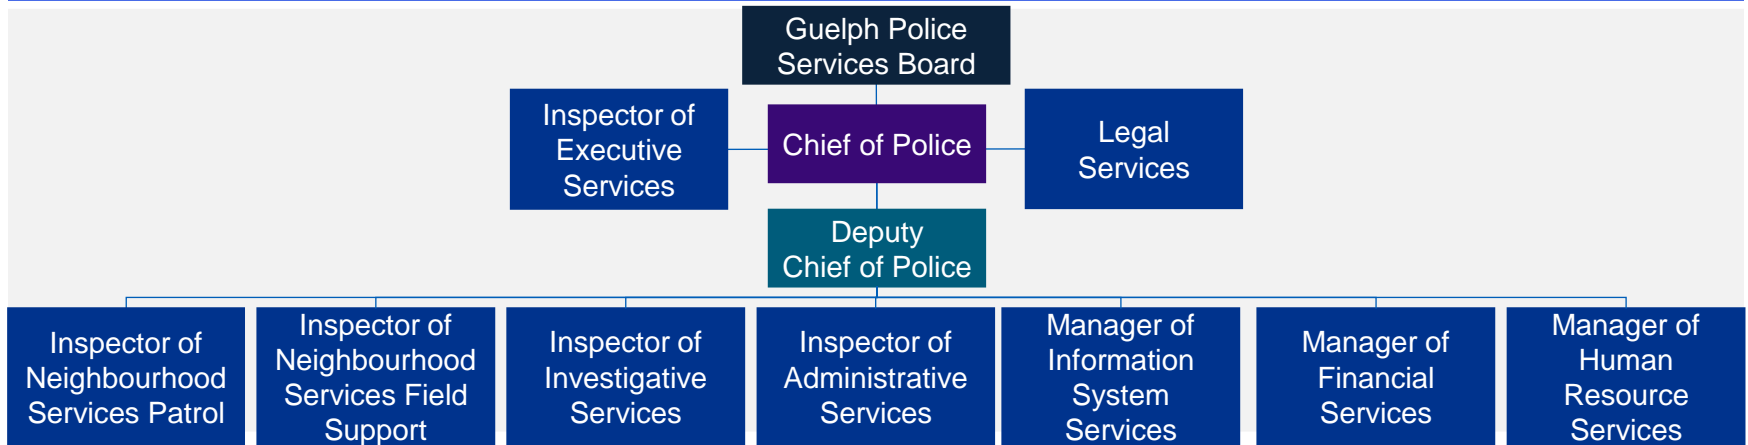 Guelph Police
Services Board
Inspector of
Executive
Services
Chief of Police
Legal
Services
Deputy
Chief of Police
Inspector of
Neighbourhood
Services Patrol
Inspector of
Neighbourhood
Services Field
Support
Inspector of
Investigative
Services
Inspector of
Administrative
Services
Manager of
Information
System
Services
Manager of
Financial
Services
Manager of
Human
Resource
Services